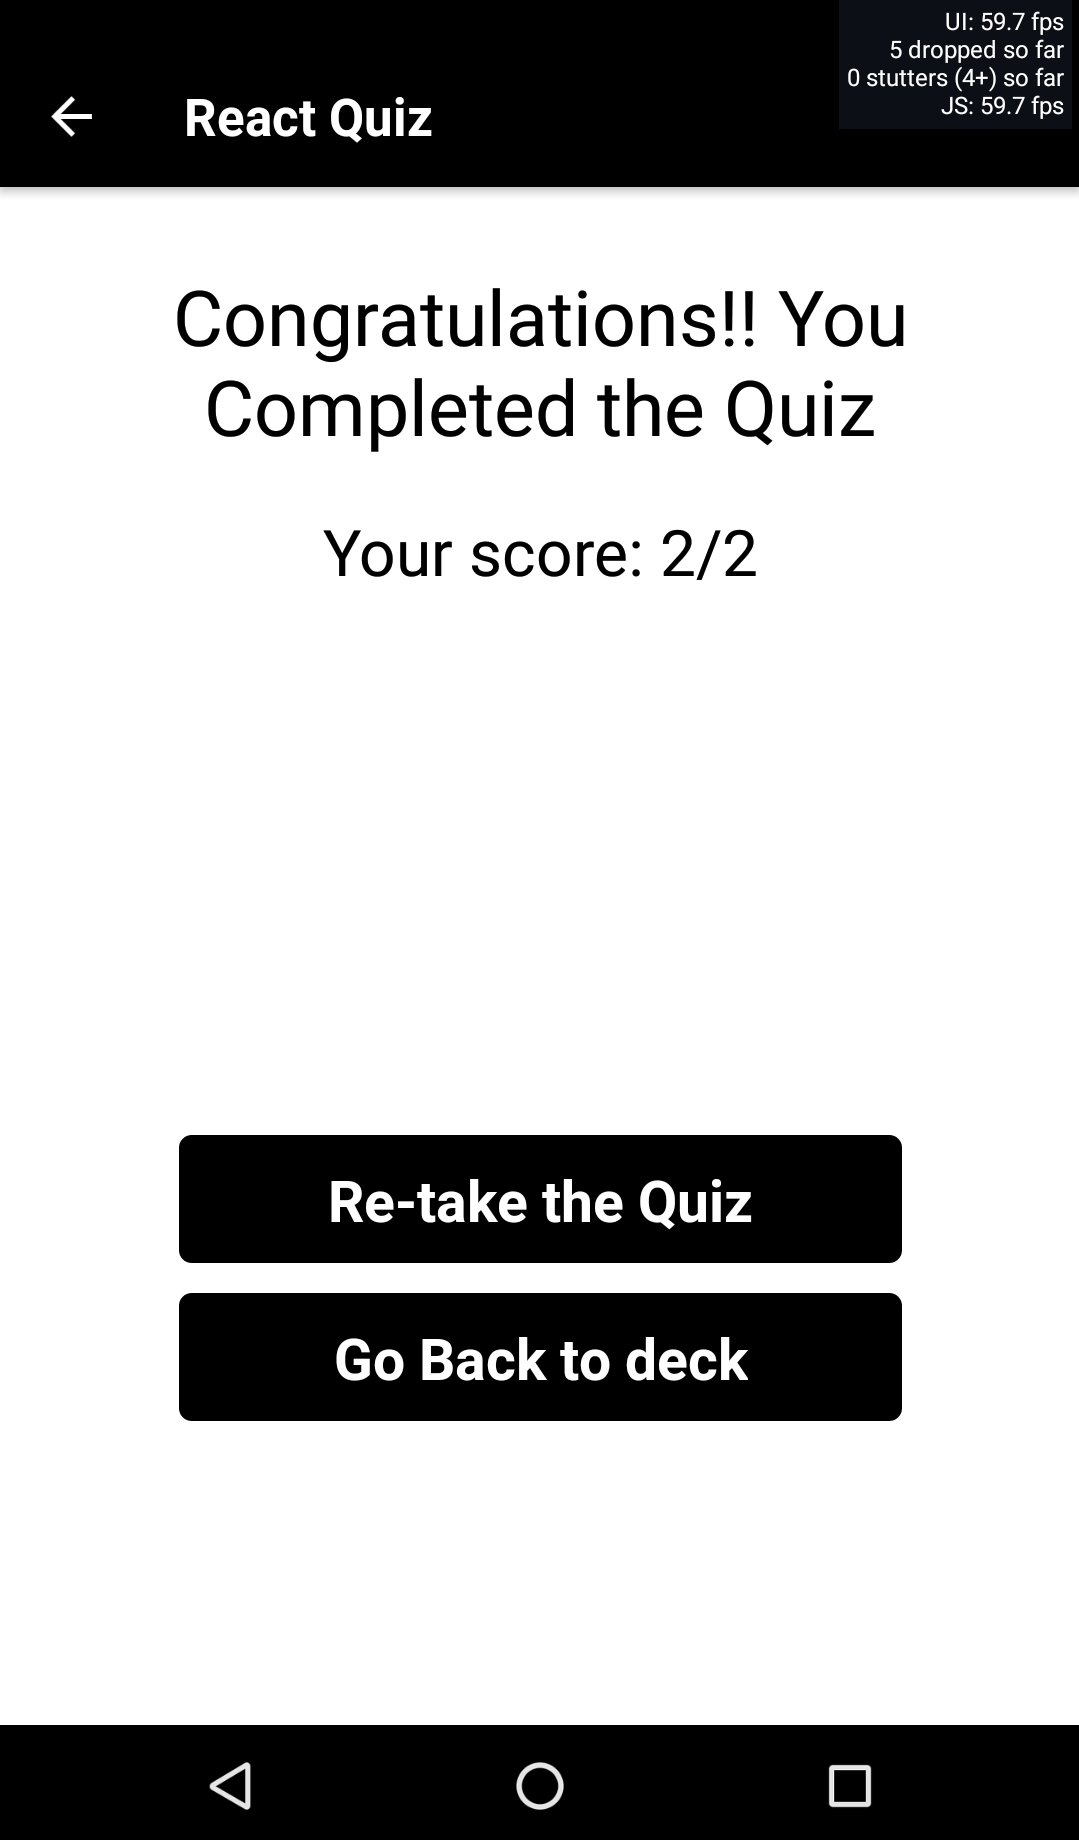 UI: 59.7 fps
5 dropped so far
0 stutters (4+) so far
JS: 59.7 fps
React Quiz
Congratulations!! You
Completed the Quiz
Your score: 2/2
Re-take the Quiz
Go Back to deck